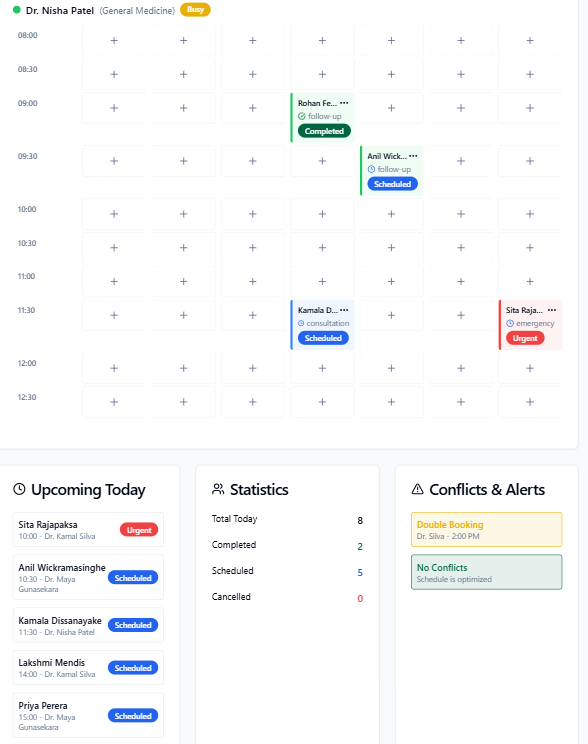 Dr. Nisha Patel (General Medicine) Busy
08:00 + + + + + + +
08:30 + + + + + + +
09:00 + + + Rohan Fe... ••• + + +
follow-up
Completed
09:30 + + + + Anil Wick... ••• + +
follow-up
Scheduled
10:00 + + + + + + +
10:30 + + + + + + +
11:00 + + + + + + +
11:30 + + + Kamala D... ••• + + Sita Raja... •••
consultation emergency
Scheduled Urgent
12:00 + + + + + + +
12:30 + + + + + + +
Upcoming Today
Sita Rajapaksa
10:00 · Dr. Kamal Silva
Urgent
Anil Wickramasinghe
10:30 · Dr. Maya
Gunasekara
Scheduled
Kamala Dissanayake
11:30 · Dr. Nisha Patel
Scheduled
Lakshmi Mendis
14:00 · Dr. Kamal Silva
Scheduled
Priya Perera
15:00 · Dr. Maya
Gunasekara
Scheduled
Statistics
Total Today 8
Completed 2
Scheduled 5
Cancelled 0
Conflicts & Alerts
Double Booking
Dr. Silva - 2:00 PM
No Conflicts
Schedule is optimized